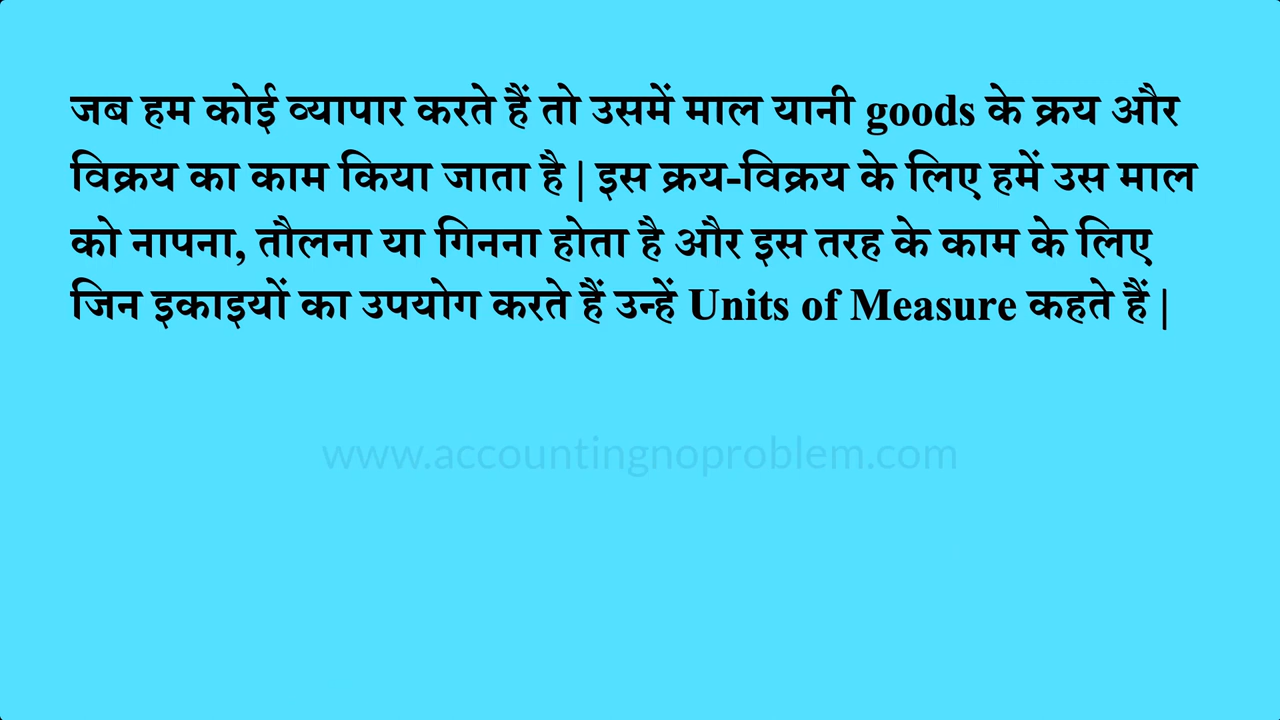 जब हम कोई व्यापार करते हैं तो उसमें माल यानी goods के क्रय और
विक्रय का काम किया जाता है | इस क्रय-विक्रय के लिए हमें उस माल
को नापना, तौलना या गिनना होता है और इस तरह के काम के लिए
जिन इकाइयों का उपयोग करते हैं उन्हें Units of Measure कहते हैं |
www.accountingnoproblem.com